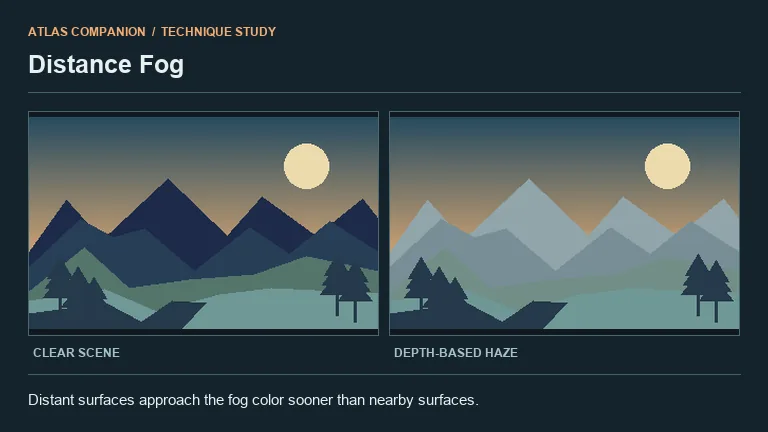 ATLAS COMPANION / TECHNIQUE STUDY
Distance Fog
CLEAR SCENE
DEPTH-BASED HAZE
Distant surfaces approach the fog color sooner than nearby surfaces.